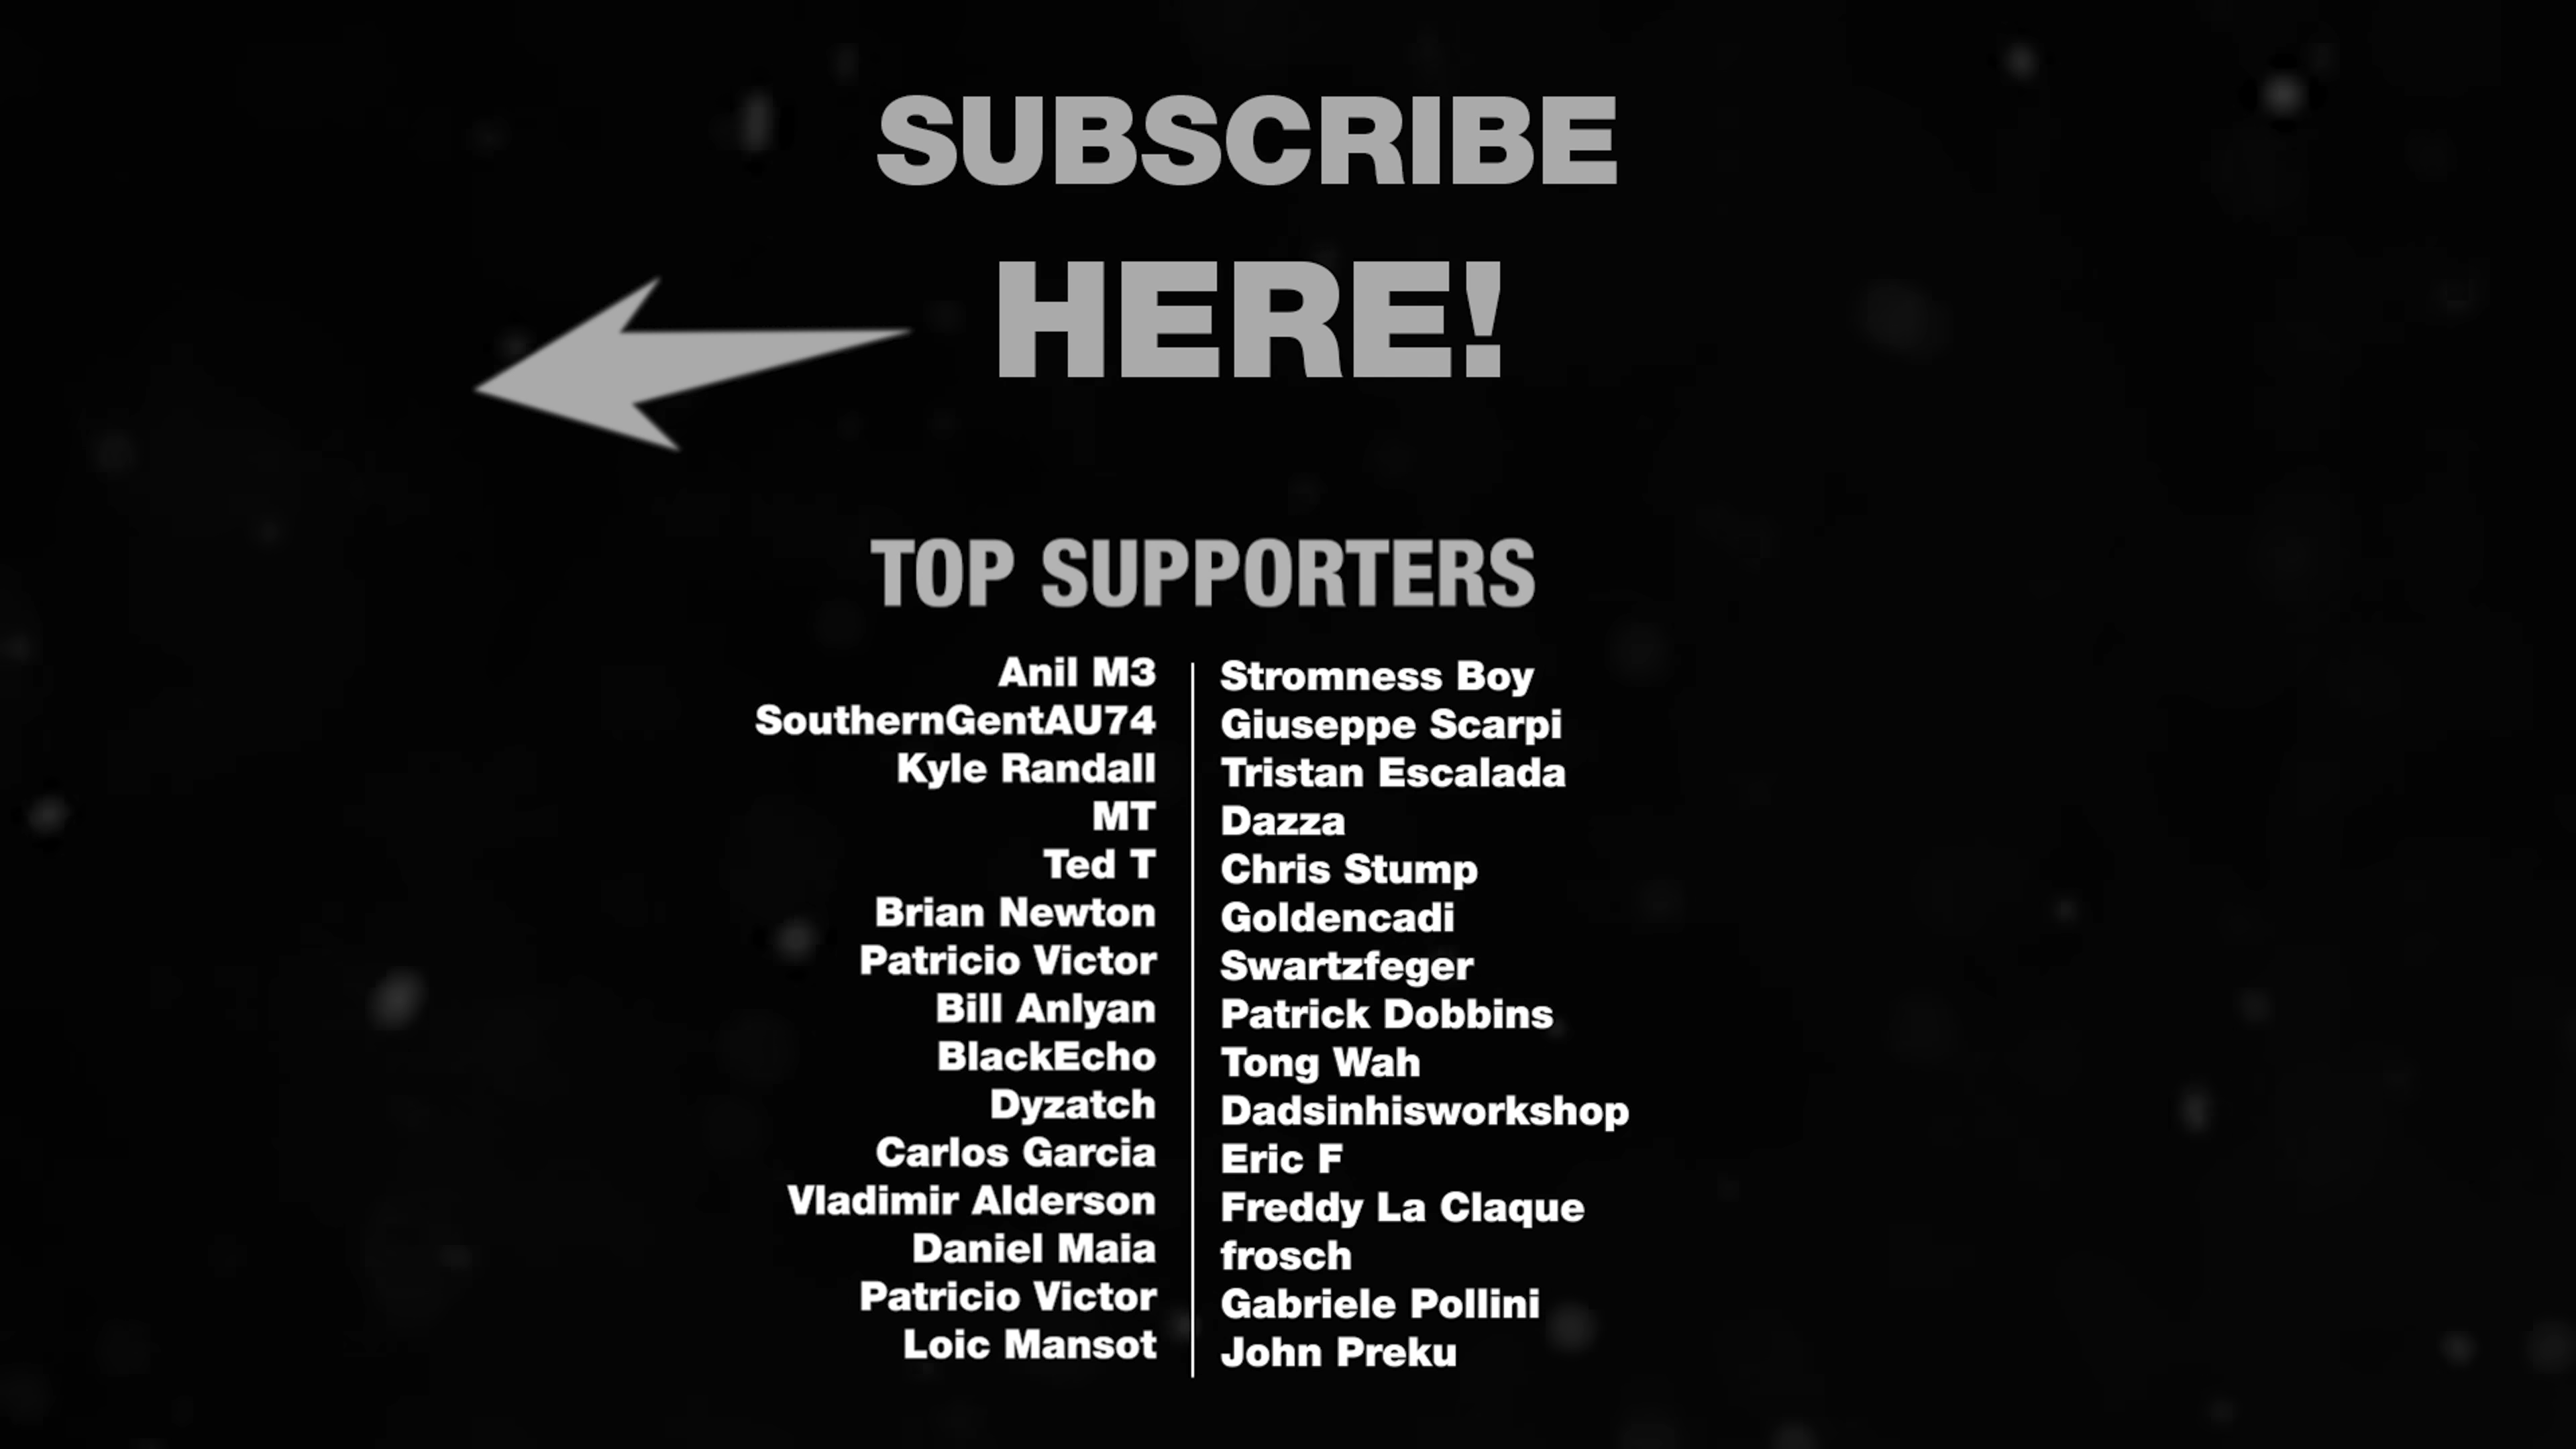 SUBSCRIBE
HERE!
TOP SUPPORTERS
Anil M3
SouthernGentAU74
Kyle Randall
MT
Ted T
Brian Newton
Patricio Victor
Bill Anlyan
BlackEcho
Dyzatch
Carlos Garcia
Vladimir Alderson
Daniel Maia
Patricio Victor
Loic Mansot
Stromness Boy
Giuseppe Scarpi
Tristan Escalada
Dazza
Chris Stump
Goldencadi
Swartzfeger
Patrick Dobbins
Tong Wah
Dadsinhisworkshop
Eric F
Freddy La Claque
frosch
Gabriele Pollini
John Preku